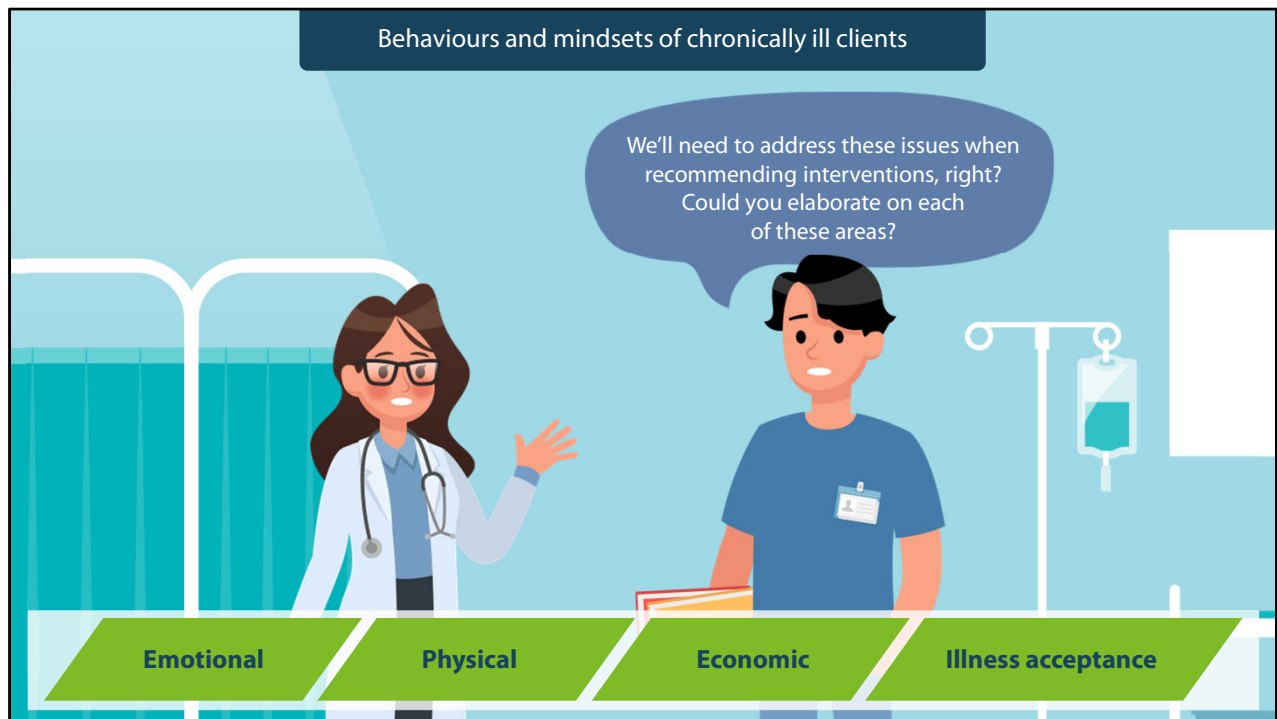 Behaviours and mindsets of chronically ill clients
We’ll need to address these issues when
recommending interventions, right?
Could you elaborate on each
of these areas?
Emotional
Physical
Economic
Illness acceptance